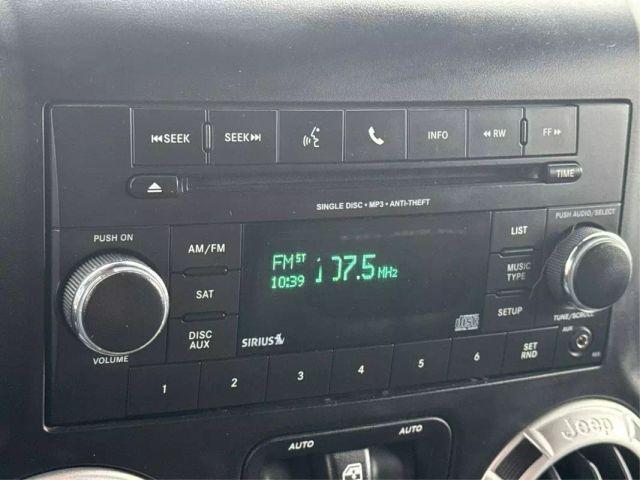 SEEK SEEK INFO RW FF
TIME
SINGLE DISC • MP3 • ANTI-THEFT
PUSH AUDIO/SELECT
PUSH ON
AM/FM
LIST
FM ST 107.5 MHz
10:39
SAT
MUSIC
TYPE
DISC
AUX
SETUP
SIRIUS
VOLUME
TUNE/SCROLL
AUX
1 2 3 4 5 6
SET
RND
AUTO AUTO
Jeep